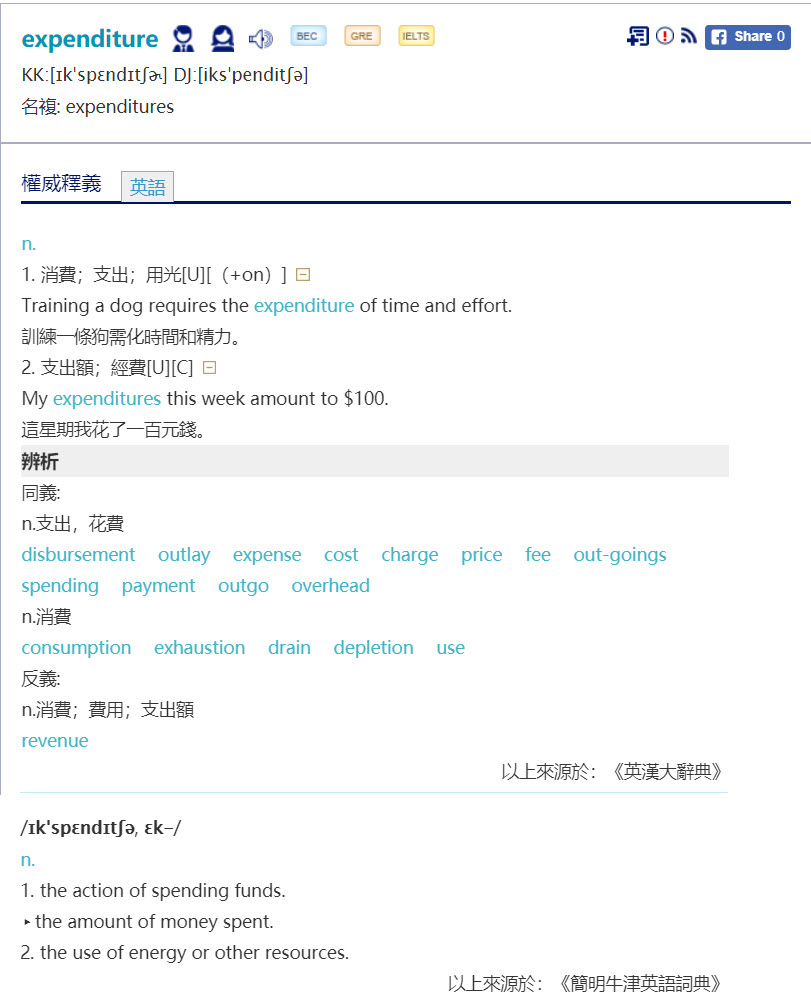 expenditure BEC GRE IELTS Share 0
KK:[ɪkˈspɛndɪtʃɚ] DJ:[iksˈpenditʃə]
名複: expenditures
權威釋義 英語
n.
1. 消費；支出；用光[U][（+on）]
Training a dog requires the expenditure of time and effort.
訓練一條狗需化時間和精力。
2. 支出額；經費[U][C]
My expenditures this week amount to $100.
這星期我花了一百元錢。
辨析
同義:
n.支出，花費
disbursement outlay expense cost charge price fee out-goings
spending payment outgo overhead
n.消費
consumption exhaustion drain depletion use
反義:
n.消費；費用；支出額
revenue
以上來源於：《英漢大辭典》
/ɪkˈspɛndɪtʃə, ɛk–/
n.
1. the action of spending funds.
‣ the amount of money spent.
2. the use of energy or other resources.
以上來源於：《簡明牛津英語詞典》